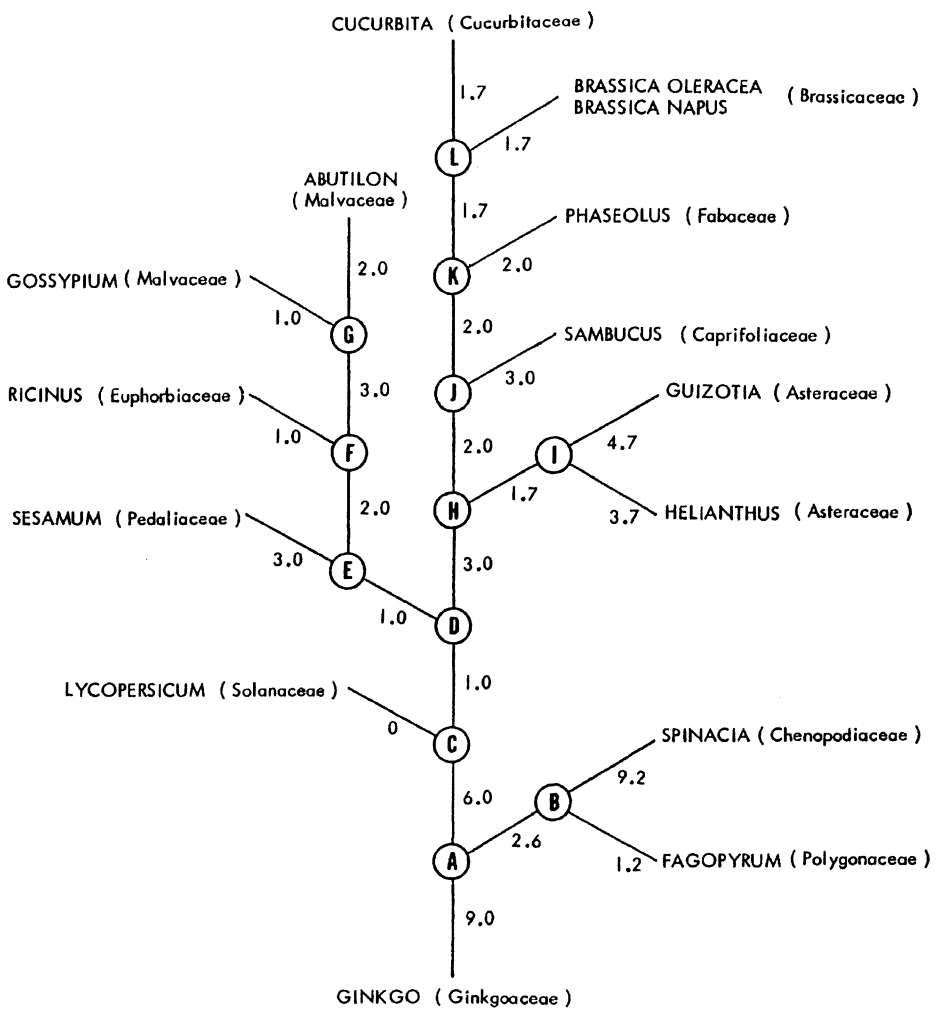 CUCURBITA ( Cucurbitaceae )
1.7
BRASSICA OLERACEA
BRASSICA NAPUS
( Brassicaceae )
1.7
L
ABUTILON
( Malvaceae )
1.7
PHASEOLUS ( Fabaceae )
2.0
K
2.0
GOSSYPIUM ( Malvaceae )
1.0
G
2.0
SAMBUCUS ( Caprifoliaceae )
3.0
J
3.0
RICINUS ( Euphorbiaceae )
1.0
F
2.0
GUIZOTIA ( Asteraceae )
4.7
I
1.7
H
3.7
HELIANTHUS ( Asteraceae )
2.0
SESAMUM ( Pedaliaceae )
3.0
E
3.0
1.0
D
1.0
LYCOPERSICUM ( Solanaceae )
0
C
SPINACIA ( Chenopodiaceae )
9.2
6.0
B
2.6
1.2
FAGOPYRUM ( Polygonaceae )
A
9.0
GINKGO ( Ginkgoaceae )